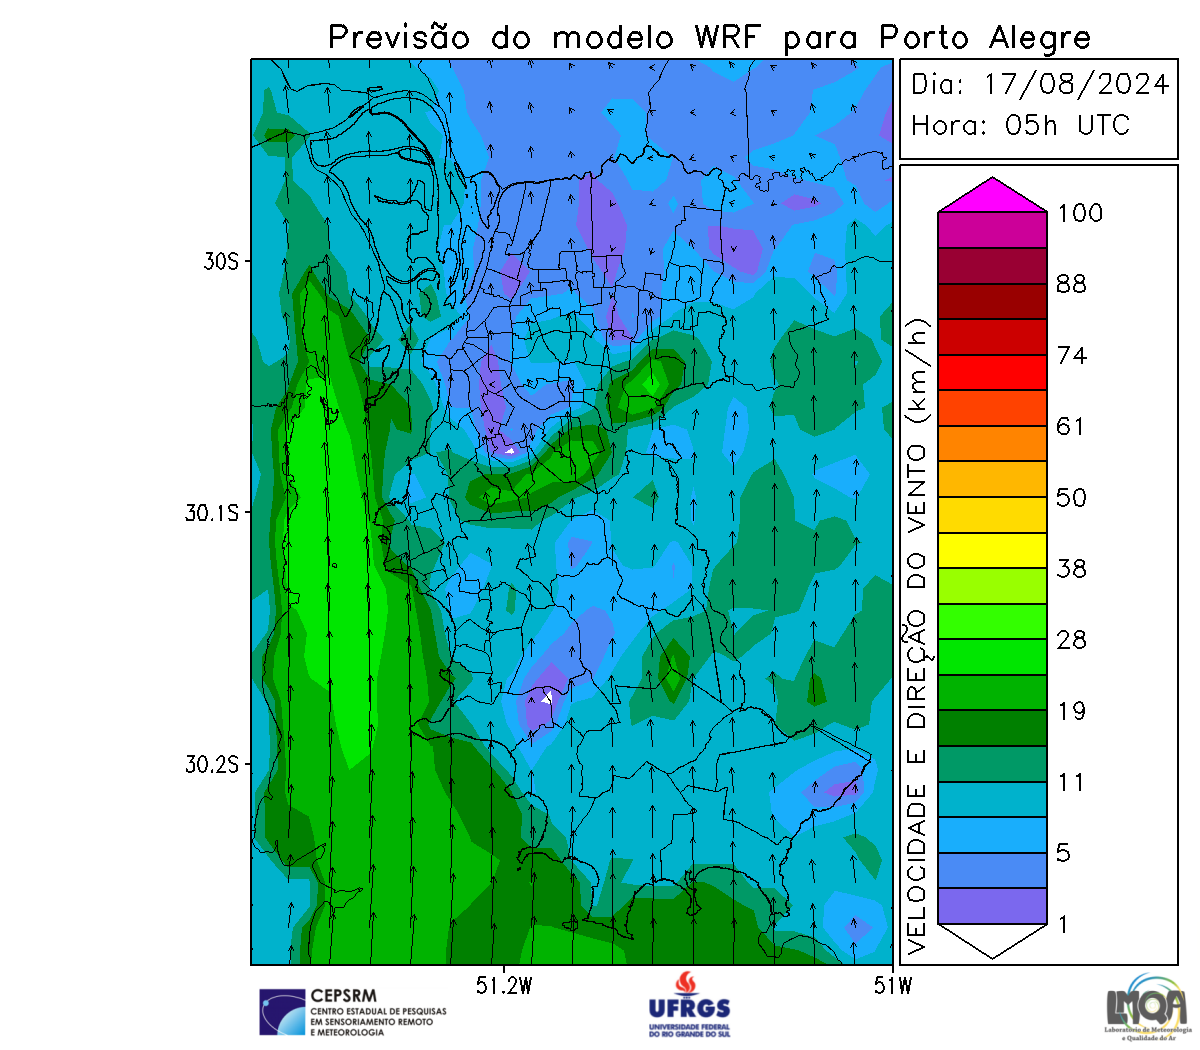 Previsão do modelo WRF para Porto Alegre
Dia: 17/08/2024
Hora: 05h UTC
30S
30.1S
30.2S
51.2W
51W
VELOCIDADE E DIREÇÃO DO VENTO (km/h)
100
88
74
61
50
38
28
19
11
5
1
CEPSRM
CENTRO ESTADUAL DE PESQUISAS
EM SENSORIAMENTO REMOTO
E METEOROLOGIA
UFRGS
UNIVERSIDADE FEDERAL
DO RIO GRANDE DO SUL
LMQA
Laboratório de Meteorologia
e Qualidade do Ar